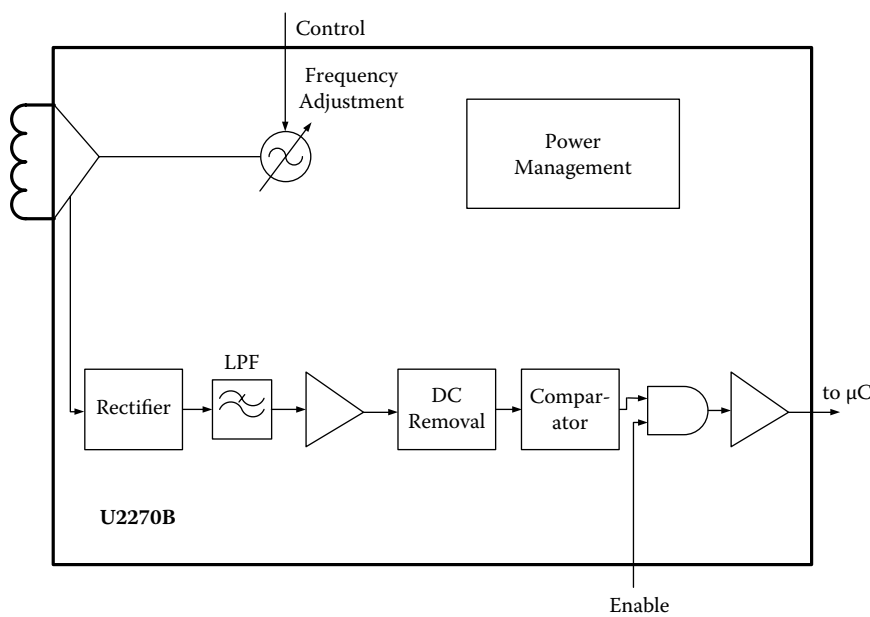 Control
Frequency
Adjustment
Power
Management
LPF
Rectifier
DC
Removal
Compar-
ator
to µC
U2270B
Enable